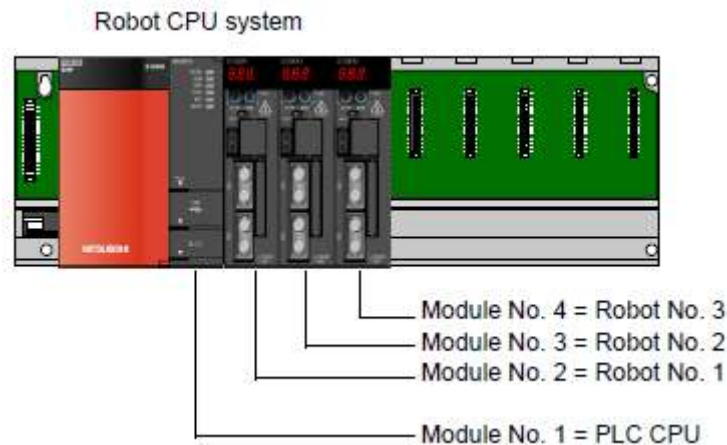 Robot CPU system
MITSUBISHI
Module No. 4 = Robot No. 3
Module No. 3 = Robot No. 2
Module No. 2 = Robot No. 1
Module No. 1 = PLC CPU